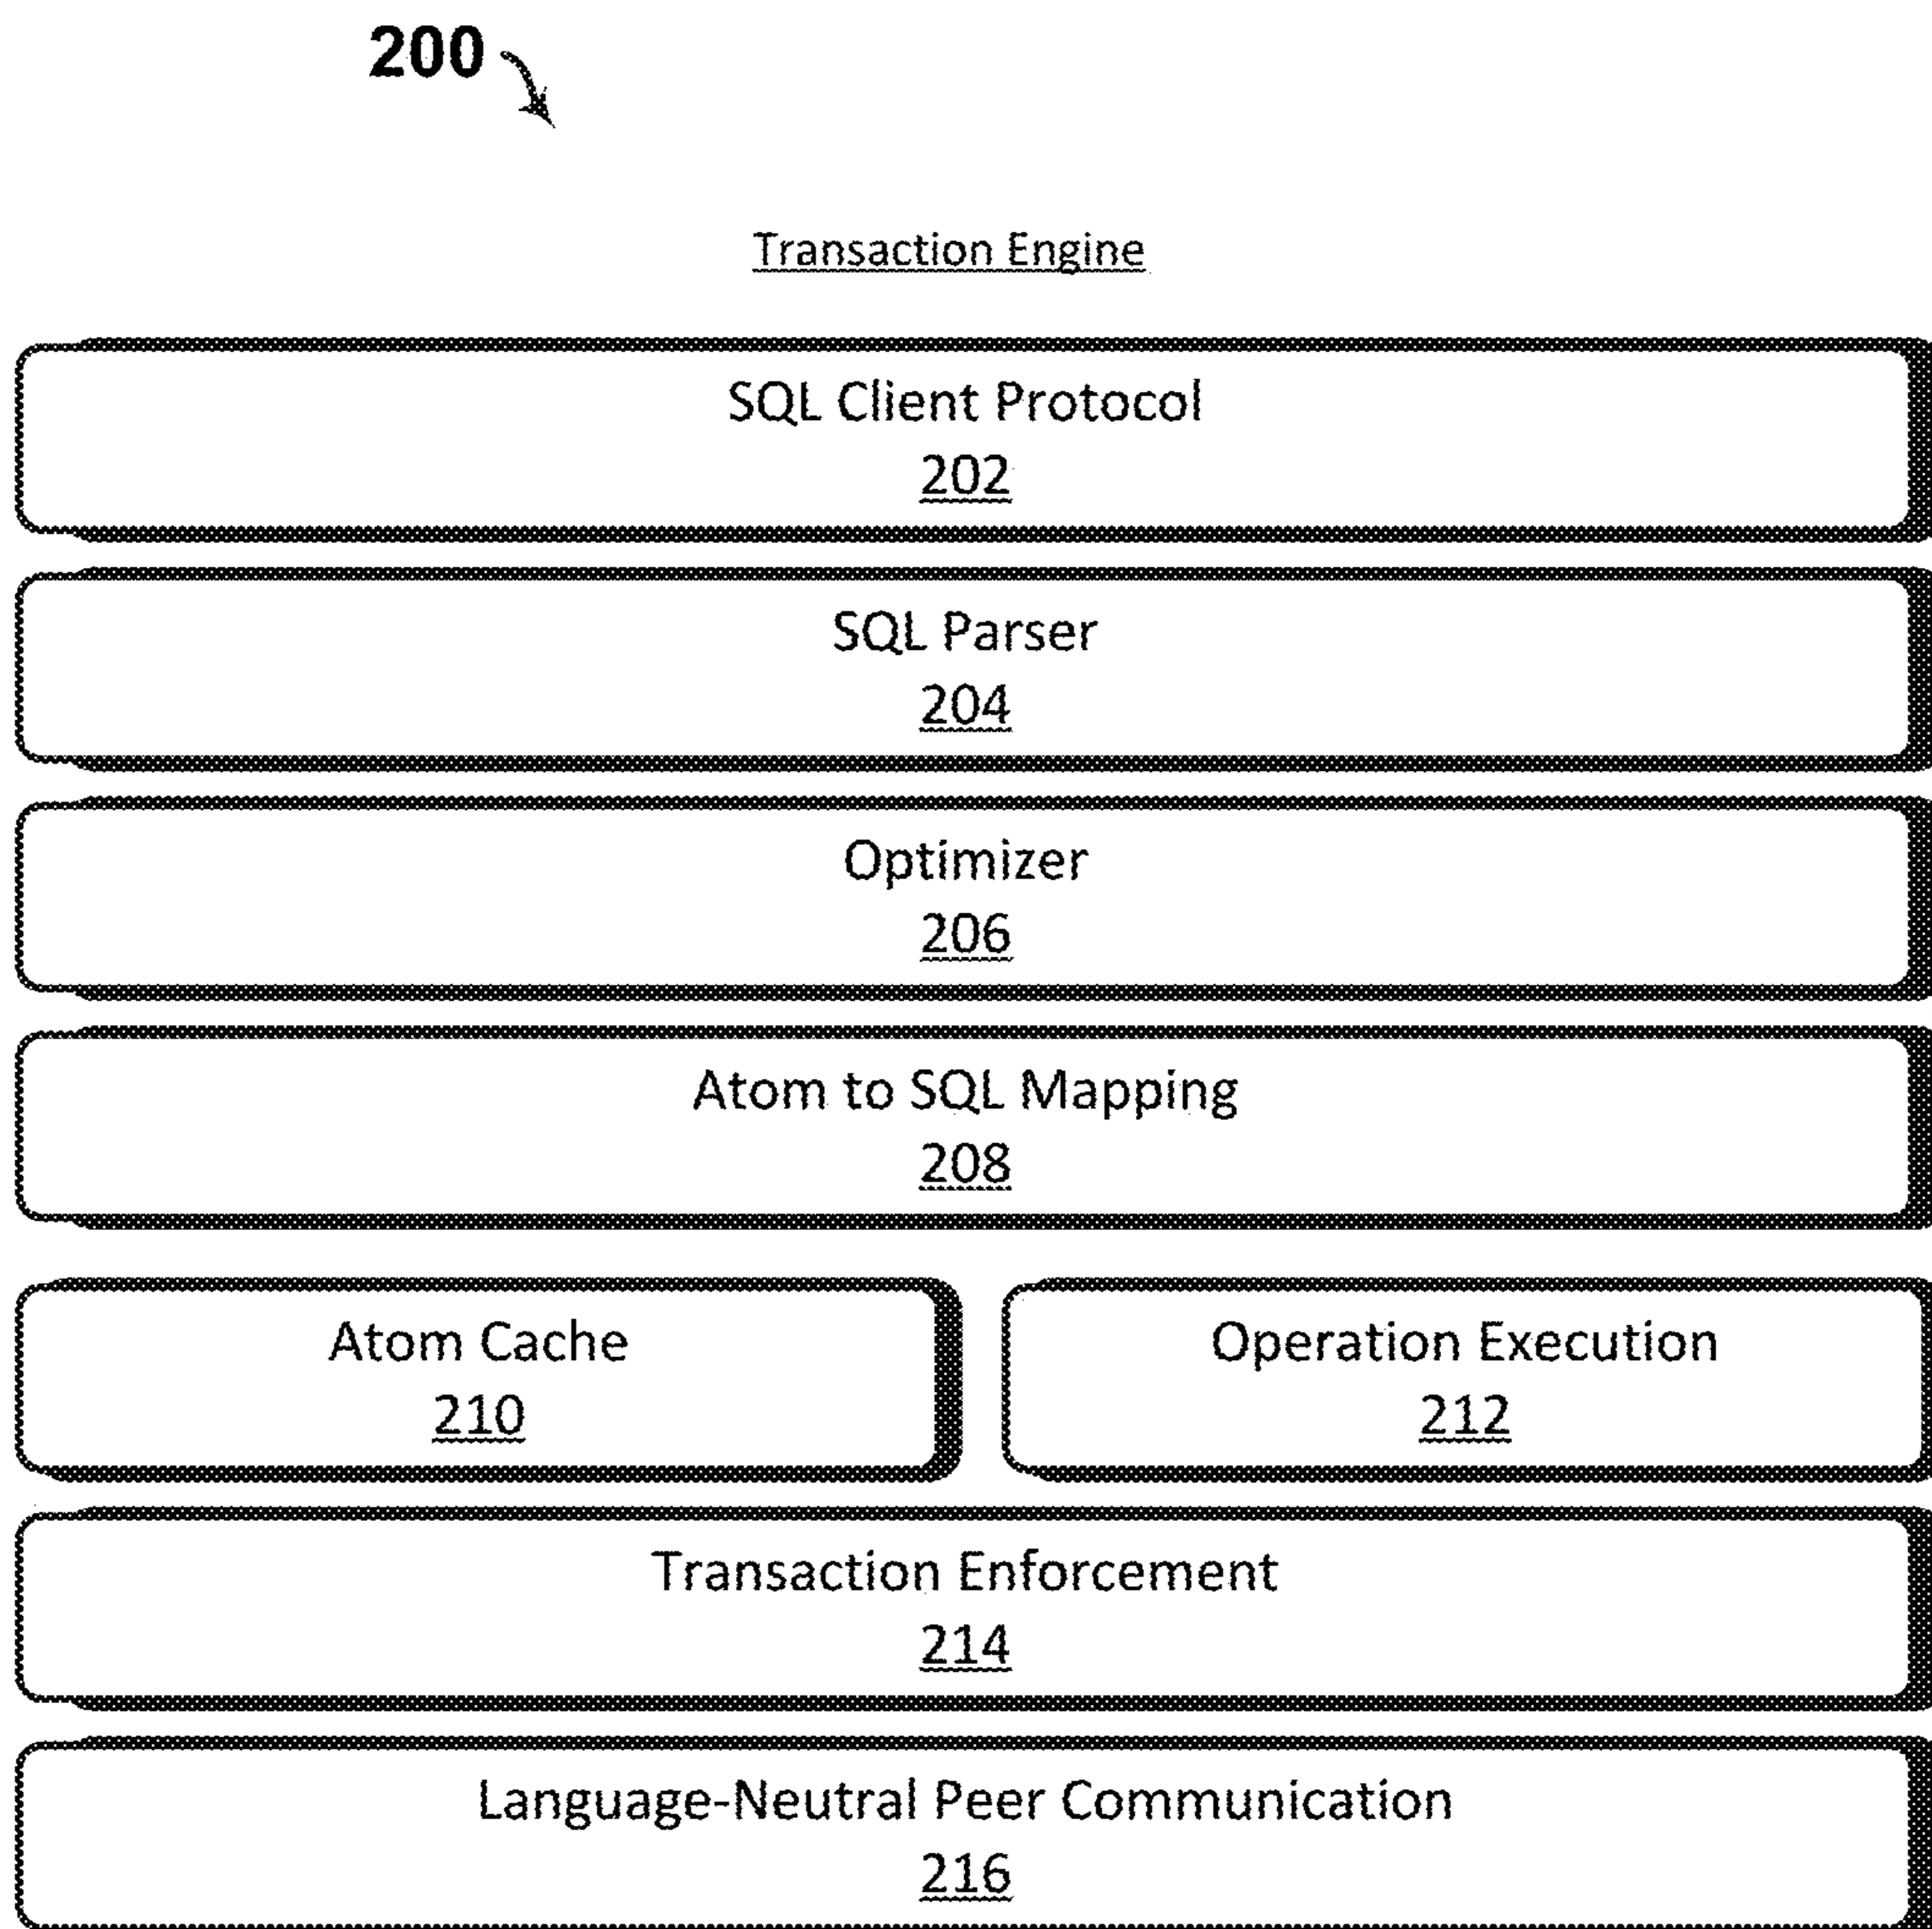 200
Transaction Engine
SQL Client Protocol
202
SQL Parser
204
Optimizer
206
Atom to SQL Mapping
208
Atom Cache
210
Operation Execution
212
Transaction Enforcement
214
Language-Neutral Peer Communication
216